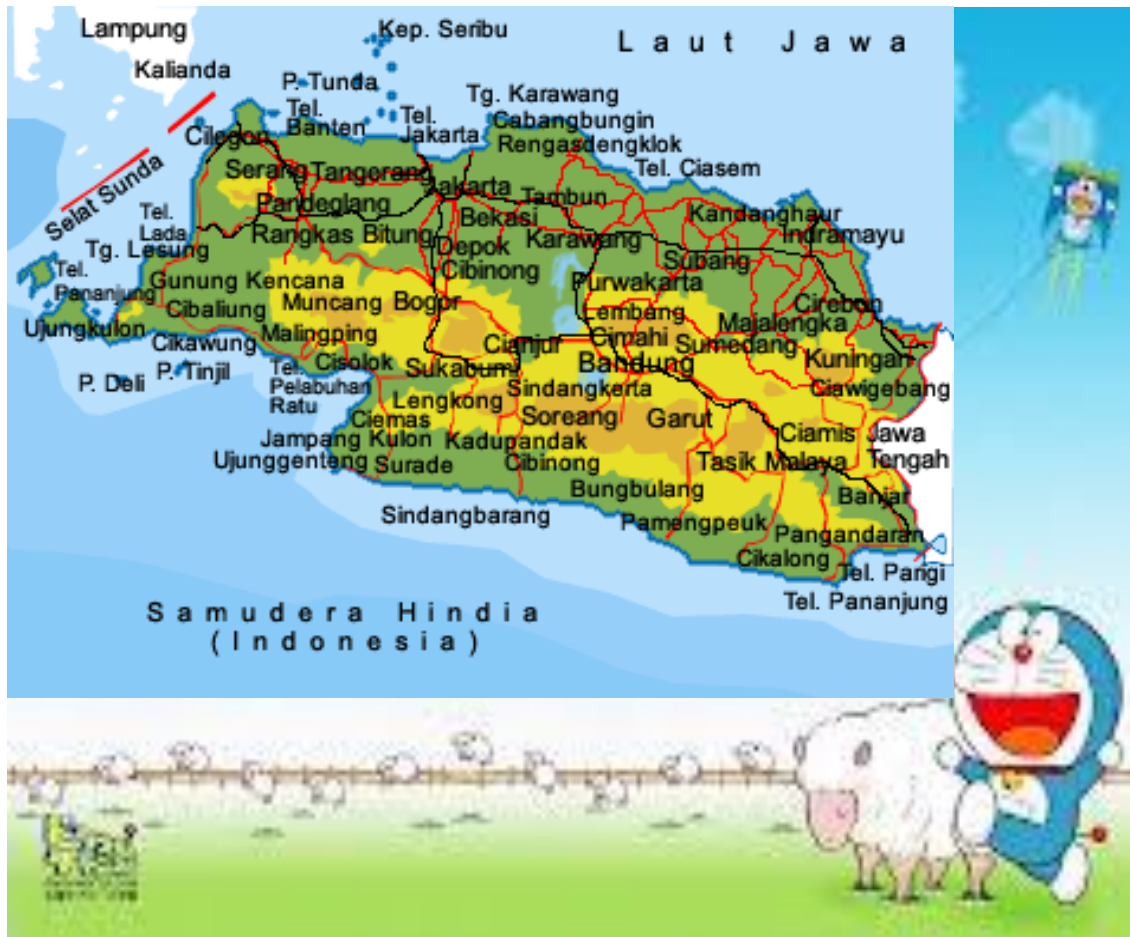 Lampung
Kep. Seribu
Laut Jawa
Kalianda
P. Tunda
Tg. Karawang
Tel.
Banten
Tel.
Jakarta
Cabangbungin
Cilegon
Rengasdengklok
Selat Sunda
Serang
Tangerang
Tel. Ciasem
Jakarta
Tambun
Pandeglang
Bekasi
Kandanghaur
Tel.
Lada
Rangkas Bitung
Depok
Karawang
Indramayu
Tg. Lesung
Cibinong
Subang
Tel.
Pananjung
Gunung Kencana
Purwakarta
Muncang
Bogor
Cirebon
Cibaliung
Lembang
Ujungkulon
Malingping
Cimahi
Majalengka
Cikawung
Cianjur
Sumedang
Kuningan
Cisolok
Sukabumi
Bandung
P. Deli
P. Tinjil
Tel.
Pelabuhan
Ratu
Sindangkerta
Ciawigebang
Lengkong
Ciemas
Soreang
Garut
Jampang Kulon
Kadupandak
Ciamis
Jawa
Tengah
Ujunggenteng
Surade
Cibinong
Tasik Malaya
Bungbulang
Banjar
Sindangbarang
Pamengpeuk
Pangandaran
Cikalong
Tel. Parigi
Tel. Pananjung
Samudera Hindia
(Indonesia)